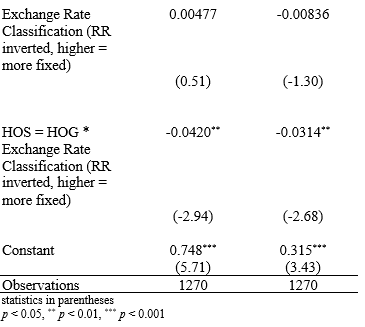 Exchange Rate 0.00477 -0.00836
Classification (RR
inverted, higher =
more fixed)
(0.51) (-1.30)
HOS = HOG * -0.0420** -0.0314**
Exchange Rate
Classification (RR
inverted, higher =
more fixed)
(-2.94) (-2.68)
Constant 0.748*** 0.315***
(5.71) (3.43)
Observations 1270 1270
statistics in parentheses
p < 0.05, ** p < 0.01, *** p < 0.001